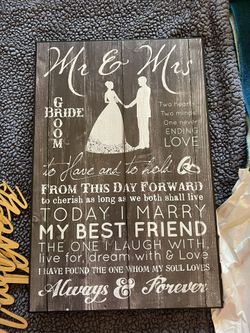 Mr & Mrs
BRIDE
GROOM
Two hearts
Two minds
One never
ENDING
LOVE
to Have and to hold
FROM THIS DAY FORWARD
to cherish as long as we both shall live
TODAY I MARRY
MY BEST FRIEND
THE ONE I LAUGH WITH,
live for, dream with & Love
I HAVE FOUND THE ONE WHOM MY SOUL LOVES
Always & Forever